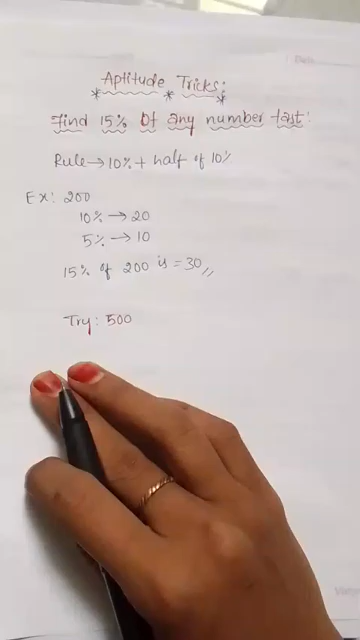 Date
Aptitude Tricks:
Find 15% Of any number fast:
Rule → 10% + half of 10%
Ex: 200
10% → 20
5% → 10
15% of 200 is = 30
Try: 500